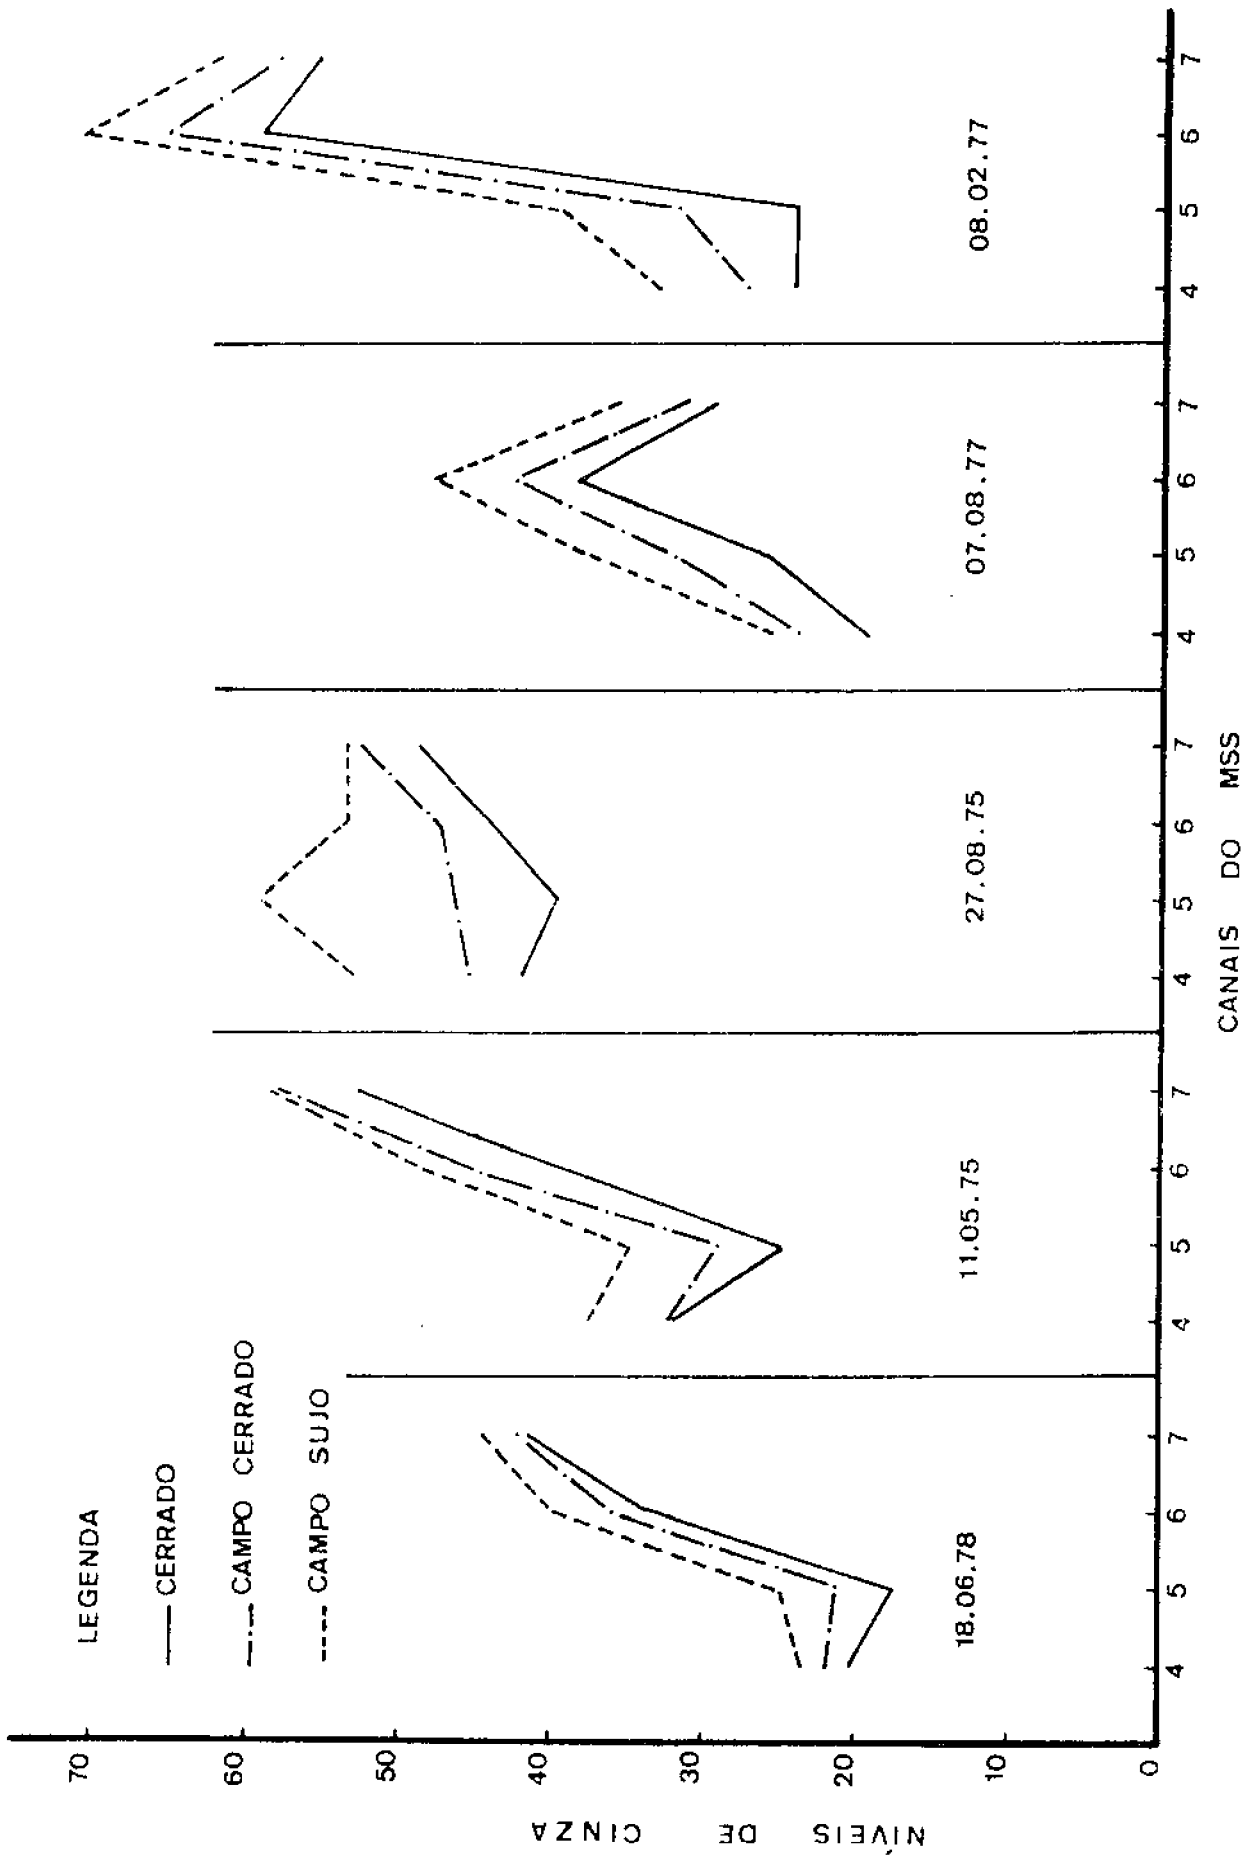 LEGENDA
CERRADO
CAMPO CERRADO
CAMPO SUJO
NÍVEIS DE CINZA
70
60
50
40
30
20
10
0
18.06.78
11.05.75
27.08.75
07.08.77
08.02.77
4 5 6 7 4 5 6 7 4 5 6 7 4 5 6 7 4 5 6 7
CANAIS DO MSS